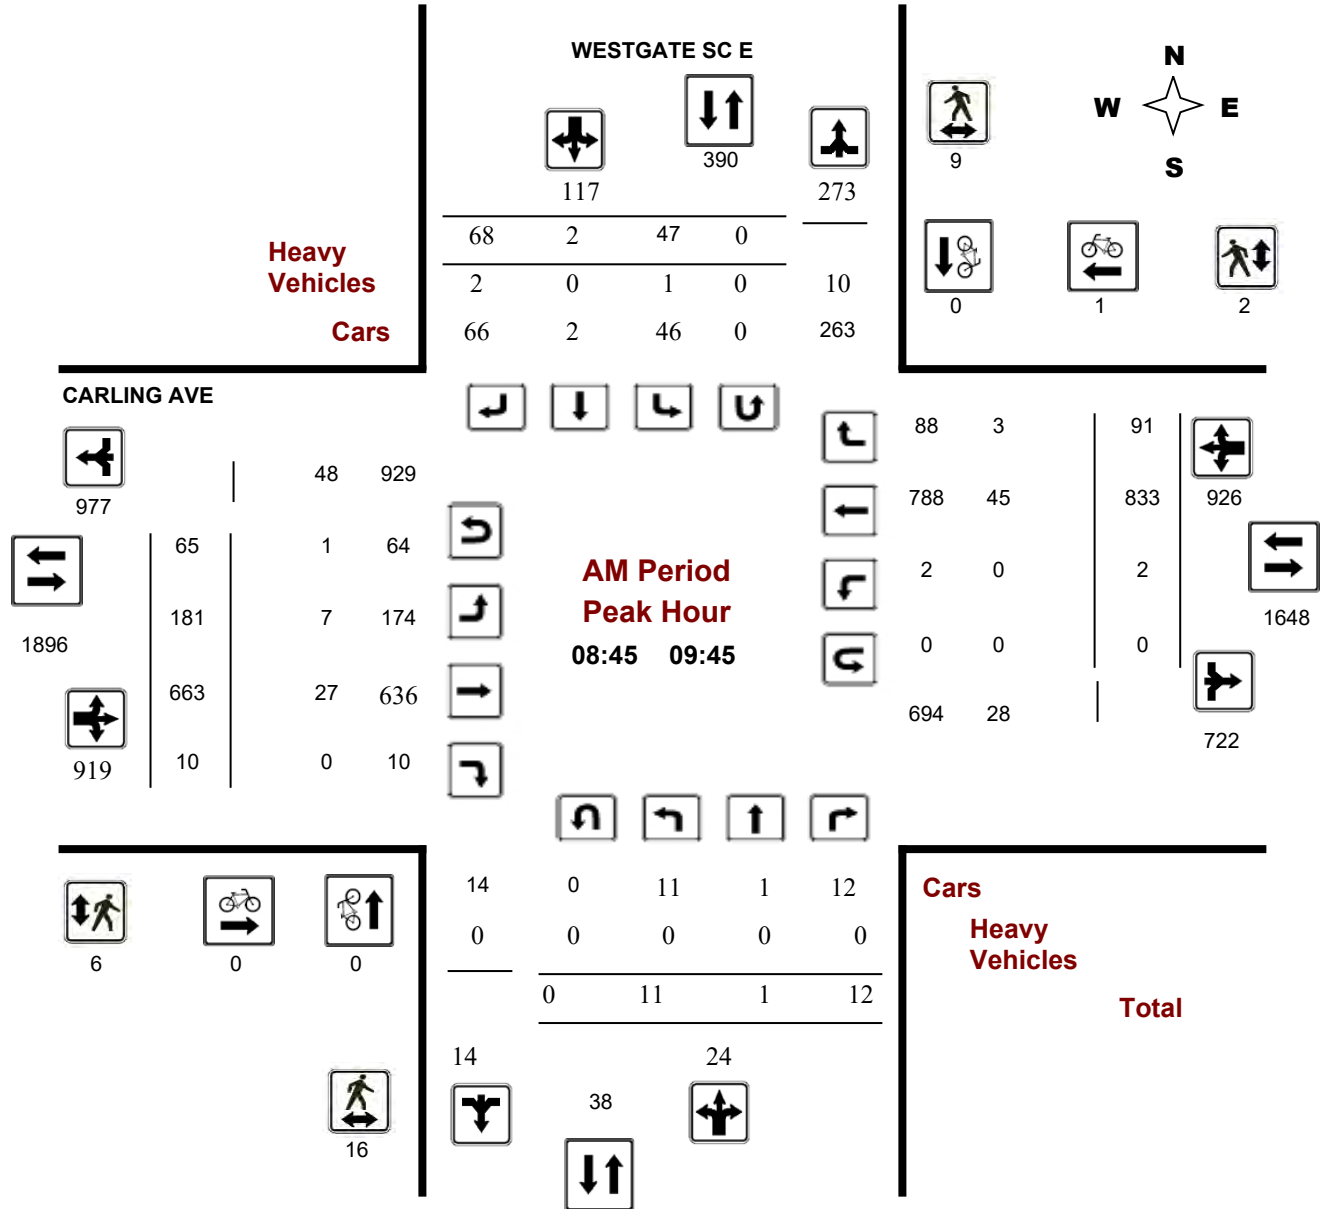 WESTGATE SC E
N
W E
S
390
9
117
273
68 2 47 0
Heavy
Vehicles
2 0 1 0 10
0 1 2
Cars
66 2 46 0 263
CARLING AVE
88 3 91
48 929
977
788 45 833 926
65 1 64
AM Period
2 0 2
181 7 174
Peak Hour
1896
1648
08:45 09:45
0 0 0
663 27 636
694 28
722
919
10 0 10
14 0 11 1 12
Cars
0 0 0 0 0
Heavy
Vehicles
6 0 0
0 11 1 12
Total
14 24
38
16